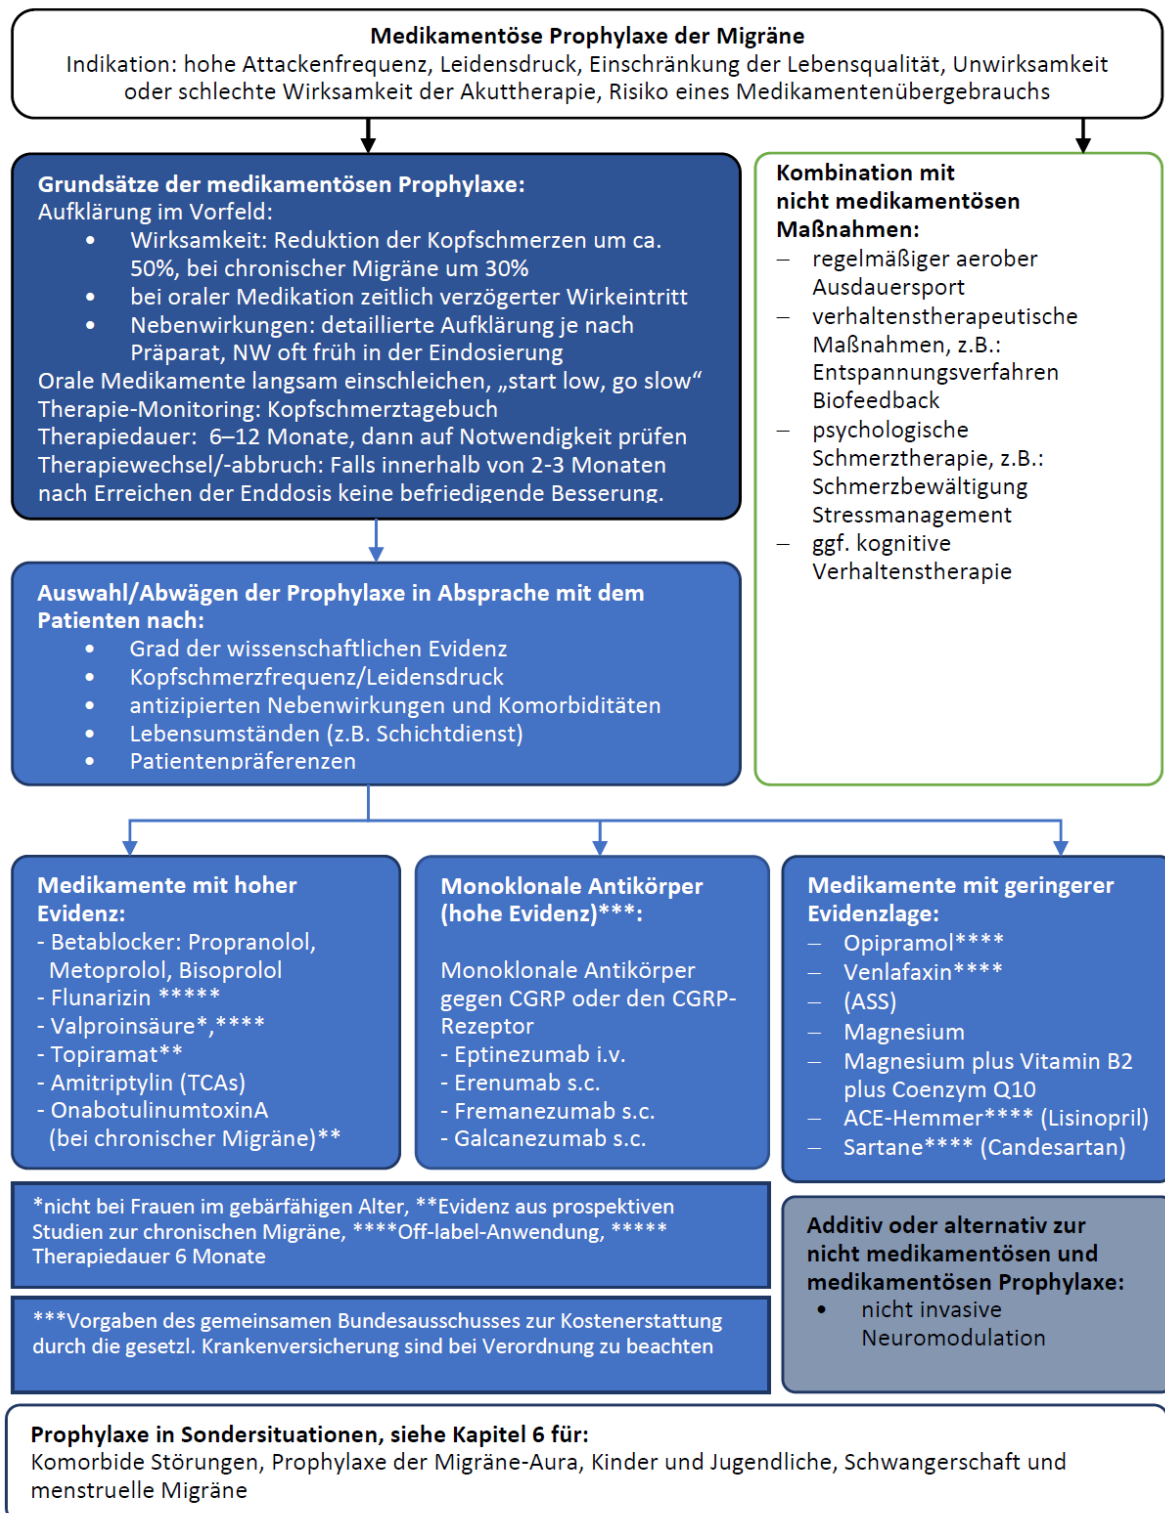 Medikamentöse Prophylaxe der Migräne
Indikation: hohe Attackenfrequenz, Leidensdruck, Einschränkung der Lebensqualität, Unwirksamkeit
oder schlechte Wirksamkeit der Akuttherapie, Risiko eines Medikamentenübergebrauchs
Grundsätze der medikamentösen Prophylaxe:
Aufklärung im Vorfeld:
• Wirksamkeit: Reduktion der Kopfschmerzen um ca.
50%, bei chronischer Migräne um 30%
• bei oraler Medikation zeitlich verzögerter Wirkeintritt
• Nebenwirkungen: detaillierte Aufklärung je nach
Präparat, NW oft früh in der Eindosierung
Orale Medikamente langsam einschleichen, „start low, go slow“
Therapie-Monitoring: Kopfschmerztagebuch
Therapiedauer: 6–12 Monate, dann auf Notwendigkeit prüfen
Therapiewechsel/-abbruch: Falls innerhalb von 2-3 Monaten
nach Erreichen der Enddosis keine befriedigende Besserung.
Kombination mit
nicht medikamentösen
Maßnahmen:
– regelmäßiger aerober
Ausdauersport
– verhaltenstherapeutische
Maßnahmen, z.B.:
Entspannungsverfahren
Biofeedback
– psychologische
Schmerztherapie, z.B.:
Schmerzbewältigung
Stressmanagement
– ggf. kognitive
Verhaltenstherapie
Auswahl/Abwägen der Prophylaxe in Absprache mit dem
Patienten nach:
• Grad der wissenschaftlichen Evidenz
• Kopfschmerzfrequenz/Leidensdruck
• antizipierten Nebenwirkungen und Komorbiditäten
• Lebensumständen (z.B. Schichtdienst)
• Patientenpräferenzen
Medikamente mit hoher
Evidenz:
- Betablocker: Propranolol,
Metoprolol, Bisoprolol
- Flunarizin *****
- Valproinsäure*,****
- Topiramat**
- Amitriptylin (TCAs)
- OnabotulinumtoxinA
(bei chronischer Migräne)**
Monoklonale Antikörper
(hohe Evidenz)***:
Monoklonale Antikörper
gegen CGRP oder den CGRP-
Rezeptor
- Eptinezumab i.v.
- Erenumab s.c.
- Fremanezumab s.c.
- Galcanezumab s.c.
Medikamente mit geringerer
Evidenzlage:
– Opipramol****
– Venlafaxin****
– (ASS)
– Magnesium
– Magnesium plus Vitamin B2
plus Coenzym Q10
– ACE-Hemmer**** (Lisinopril)
– Sartane**** (Candesartan)
*nicht bei Frauen im gebärfähigen Alter, **Evidenz aus prospektiven
Studien zur chronischen Migräne, ****Off-label-Anwendung, *****
Therapiedauer 6 Monate
***Vorgaben des gemeinsamen Bundesausschusses zur Kostenerstattung
durch die gesetzl. Krankenversicherung sind bei Verordnung zu beachten
Additiv oder alternativ zur
nicht medikamentösen und
medikamentösen Prophylaxe:
• nicht invasive
Neuromodulation
Prophylaxe in Sondersituationen, siehe Kapitel 6 für:
Komorbide Störungen, Prophylaxe der Migräne-Aura, Kinder und Jugendliche, Schwangerschaft und
menstruelle Migräne